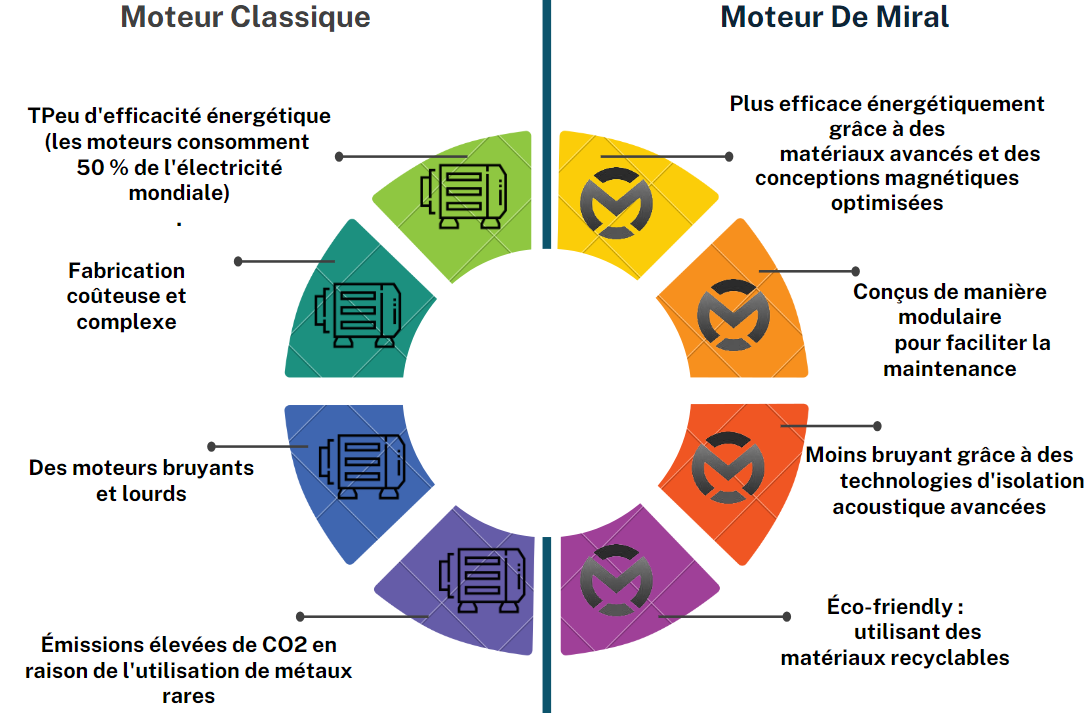 Moteur Classique
TPeu d'efficacité énergétique
(les moteurs consomment
50 % de l'électricité
mondiale)
.
Fabrication
coûteuse et
complexe
Des moteurs bruyants
et lourds
Émissions élevées de CO2 en
raison de l'utilisation de métaux
rares
Moteur De Miral
Plus efficace énergétiquement
grâce à des
matériaux avancés et des
conceptions magnétiques
optimisées
Conçus de manière
modulaire
pour faciliter la
maintenance
Moins bruyant grâce à des
technologies d'isolation
acoustique avancées
Éco-friendly :
utilisant des
matériaux recyclables